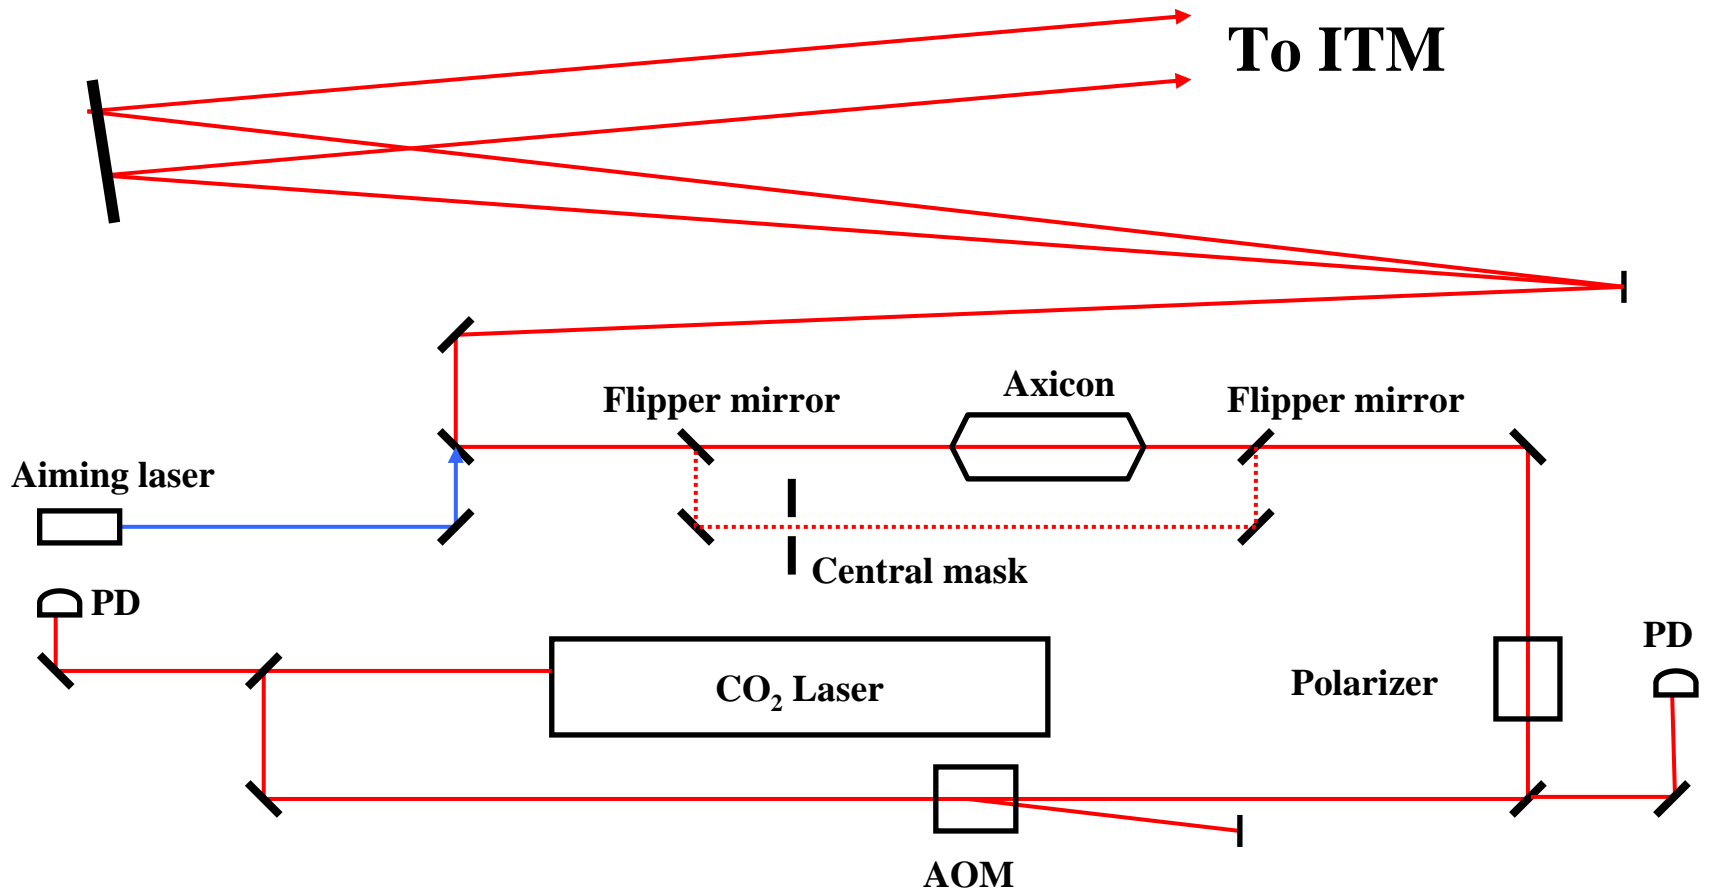 To ITM
Axicon
Flipper mirror
Flipper mirror
Aiming laser
Central mask
PD
PD
CO₂ Laser
Polarizer
AOM